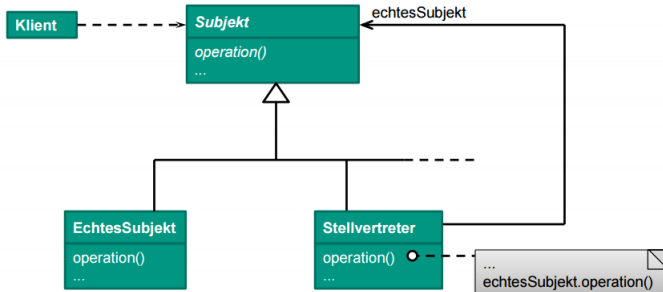 Klient
Subjekt
operation()
...
echtesSubjekt
EchtesSubjekt
operation()
...
Stellvertreter
operation()
...
...
echtesSubjekt.operation()